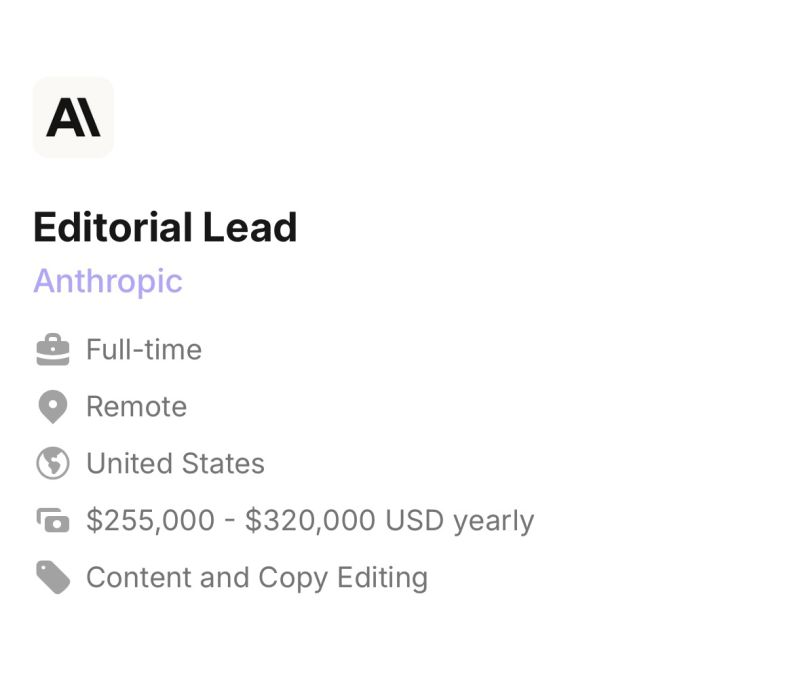 A\
Editorial Lead
Anthropic
Full-time
Remote
United States
$255,000 - $320,000 USD yearly
Content and Copy Editing